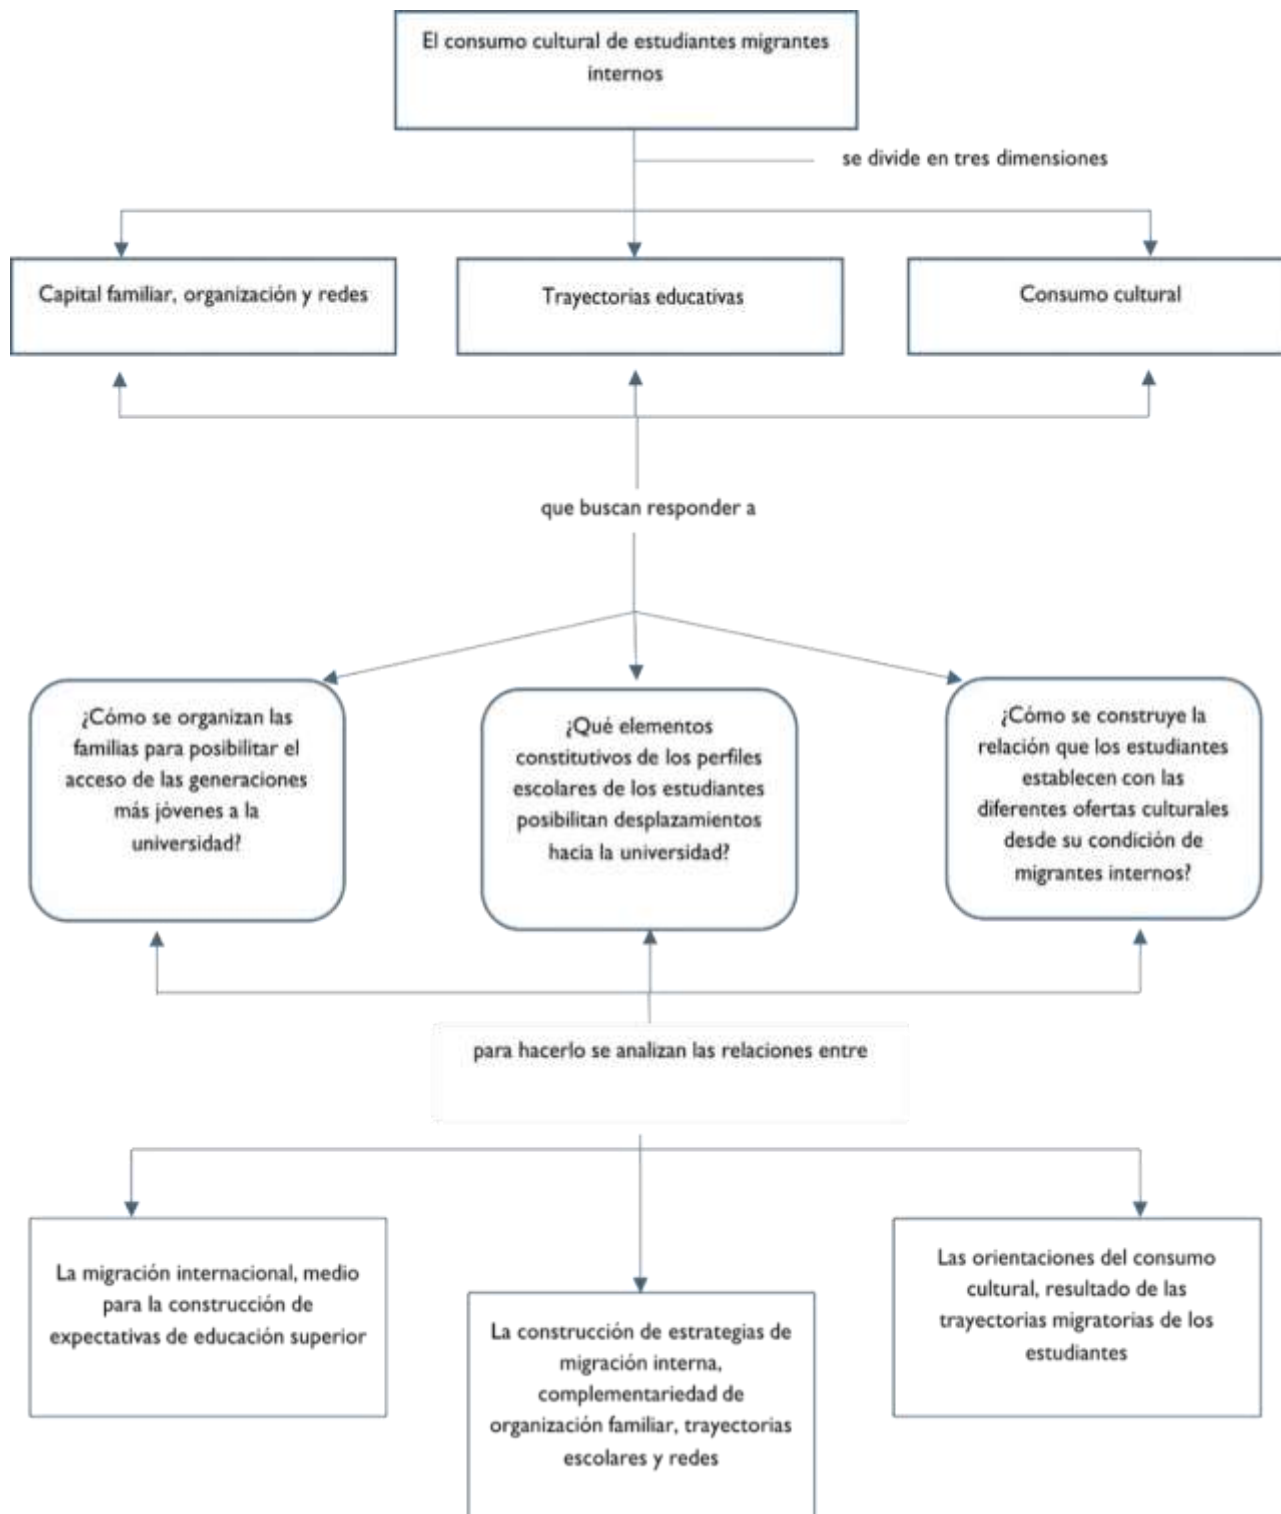 El consumo cultural de estudiantes migrantes
internos
se divide en tres dimensiones
Capital familiar, organización y redes
Trayectorias educativas
Consumo cultural
que buscan responder a
¿Cómo se organizan las
familias para posibilitar el
acceso de las generaciones
más jóvenes a la
universidad?
¿Qué elementos
constitutivos de los perfiles
escolares de los estudiantes
posibilitan desplazamientos
hacia la universidad?
¿Cómo se construye la
relación que los estudiantes
establecen con las
diferentes ofertas culturales
desde su condición de
migrantes internos?
para hacerlo se analizan las relaciones entre
La migración internacional, medio
para la construcción de
expectativas de educación superior
La construcción de estrategias de
migración interna,
complementariedad de
organización familiar, trayectorias
escolares y redes
Las orientaciones del consumo
cultural, resultado de las
trayectorias migratorias de los
estudiantes